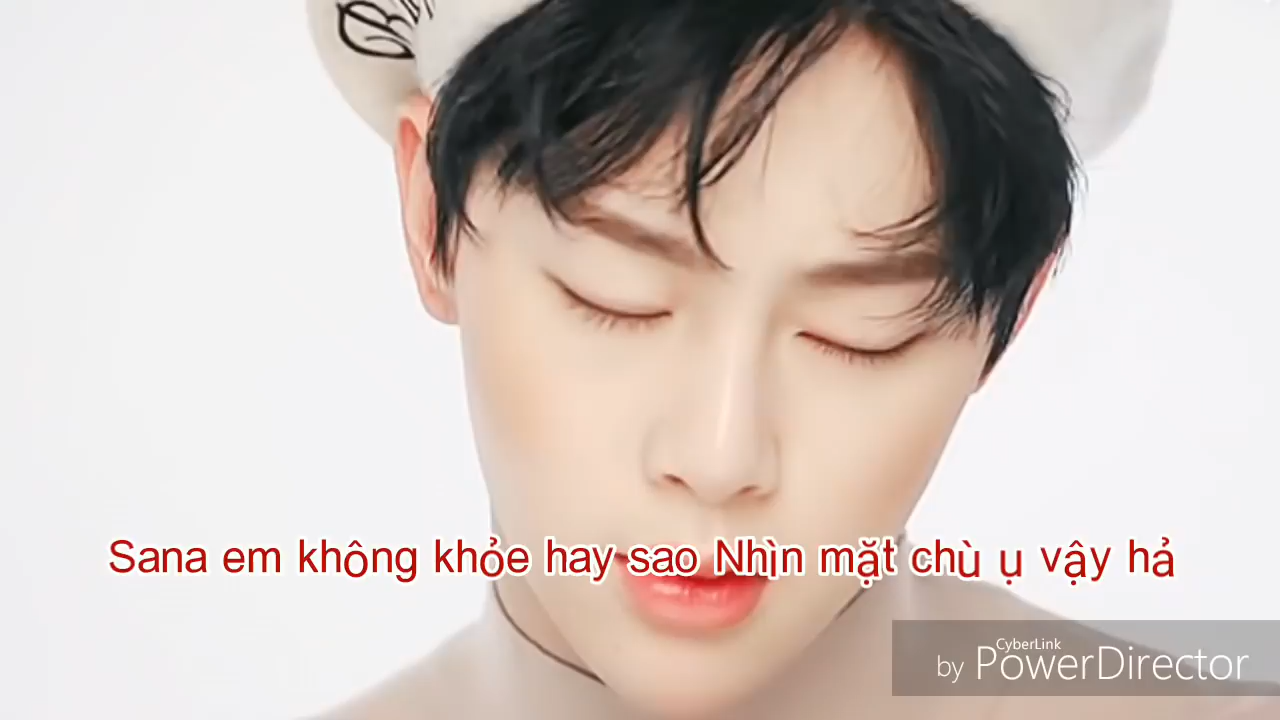 Sana em không khỏe hay sao Nhìn mặt chù ụ vậy hả
CyberLink
by PowerDirector